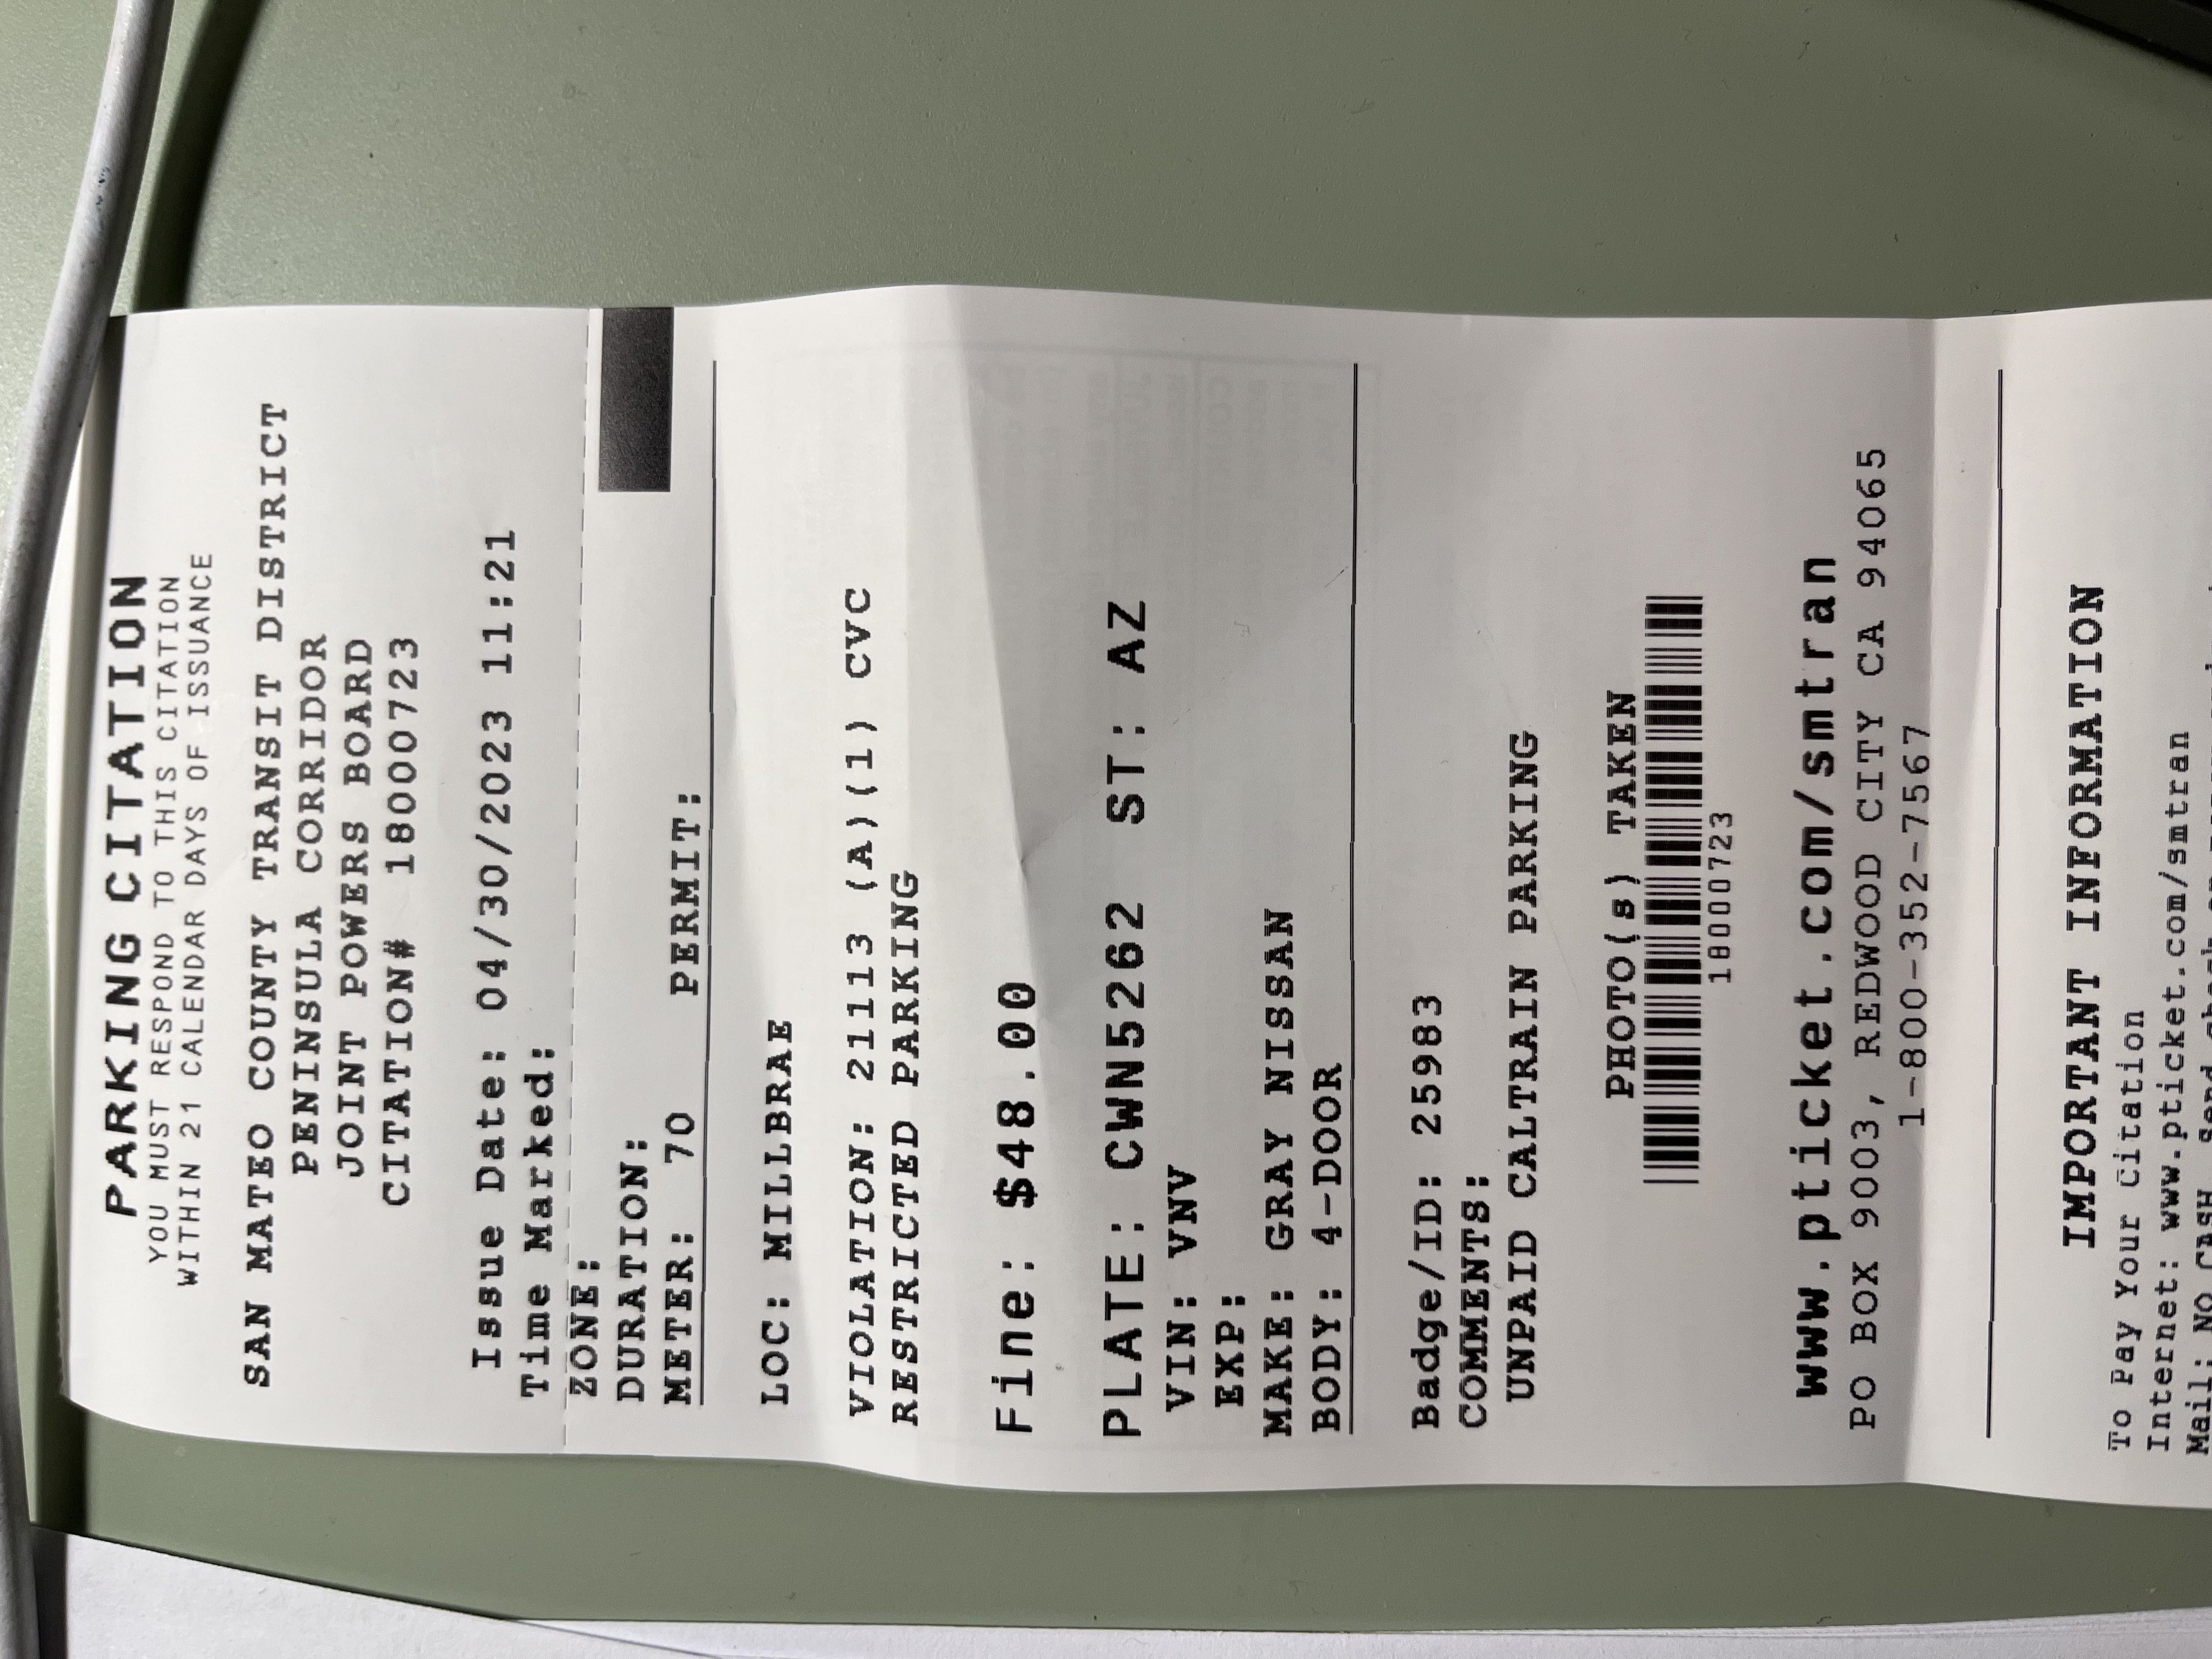 PARKING CITATION
YOU MUST RESPOND TO THIS CITATION
WITHIN 21 CALENDAR DAYS OF ISSUANCE
SAN MATEO COUNTY TRANSIT DISTRICT
PENINSULA CORRIDOR
JOINT POWERS BOARD
CITATION# 18000723
Issue Date: 04/30/2023 11:21
Time Marked:
ZONE:
DURATION:
METER: 70 PERMIT:
LOC: MILLBRAE
VIOLATION: 21113 (A)(1) CVC
RESTRICTED PARKING
Fine: $48.00
PLATE: CWN5262 ST: AZ
VIN: VNV
EXP:
MAKE: GRAY NISSAN
BODY: 4-DOOR
Badge/ID: 25983
COMMENTS:
UNPAID CALTRAIN PARKING
PHOTO(s) TAKEN
18000723
www.pticket.com/smtran
PO BOX 9003, REDWOOD CITY CA 94065
1-800-352-7567
IMPORTANT INFORMATION
To Pay Your Citation
Internet: www.pticket.com/smtran
Mail: NO CASH. Send check or money